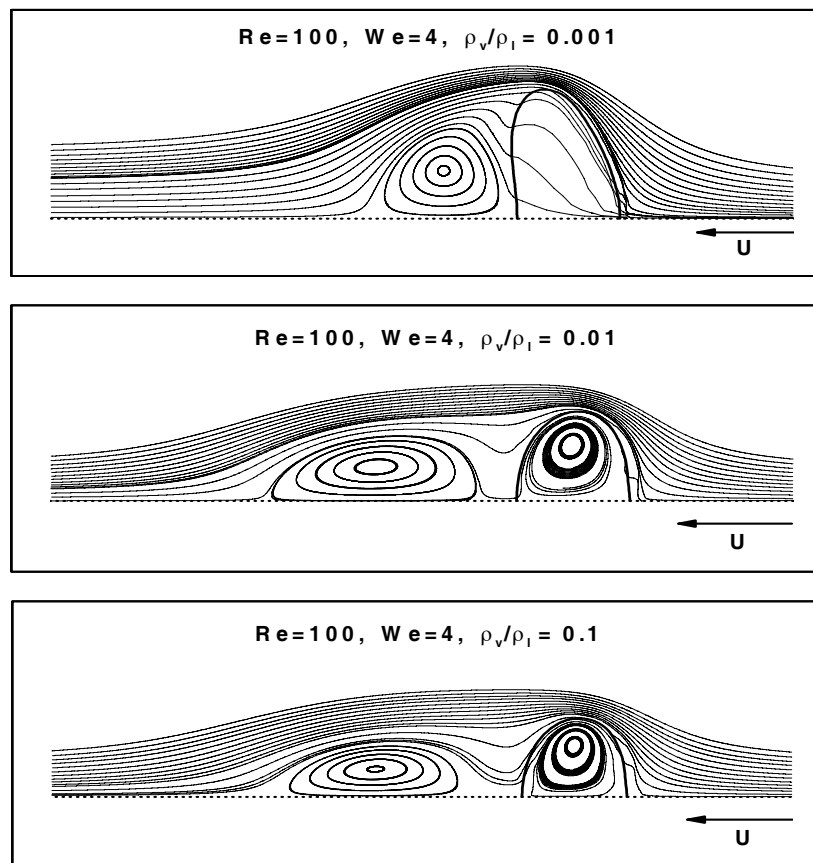 Re=100, We=4, ρv/ρl = 0.001
U
Re=100, We=4, ρv/ρl = 0.01
U
Re=100, We=4, ρv/ρl = 0.1
U